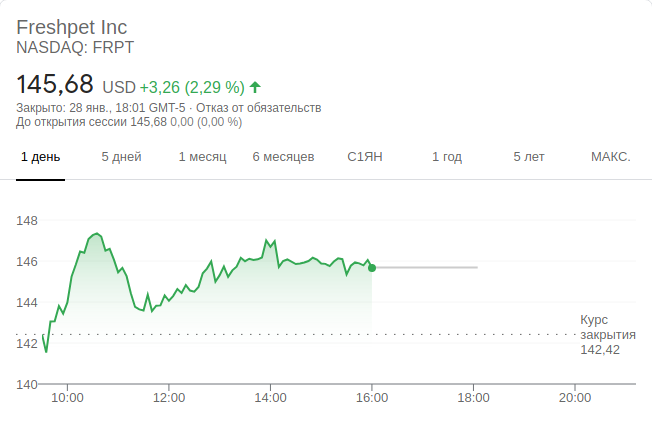 Freshpet Inc
NASDAQ: FRPT
145,68 USD +3,26 (2,29 %)
Закрыто: 28 янв., 18:01 GMT-5 · Отказ от обязательств
До открытия сессии 145,68 0,00 (0,00 %)
1 день 5 дней 1 месяц 6 месяцев С1ЯН 1 год 5 лет МАКС.
148
146
144
Курс
закрытия
142,42
142
140
10:00 12:00 14:00 16:00 18:00 20:00